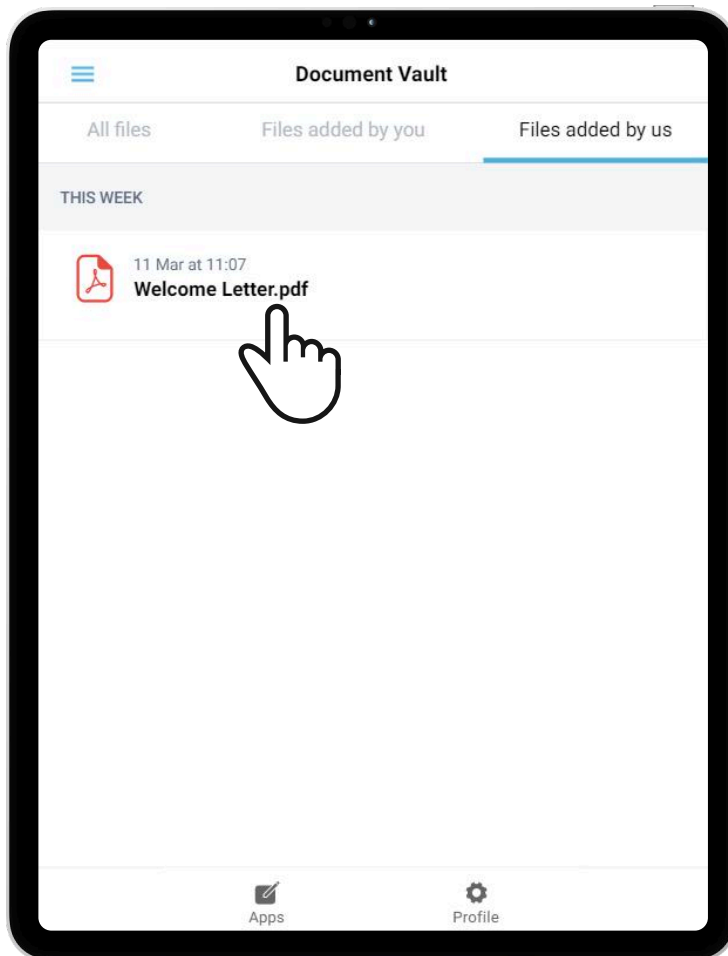 Document Vault
All files Files added by you Files added by us
THIS WEEK
11 Mar at 11:07
Welcome Letter.pdf
Apps Profile